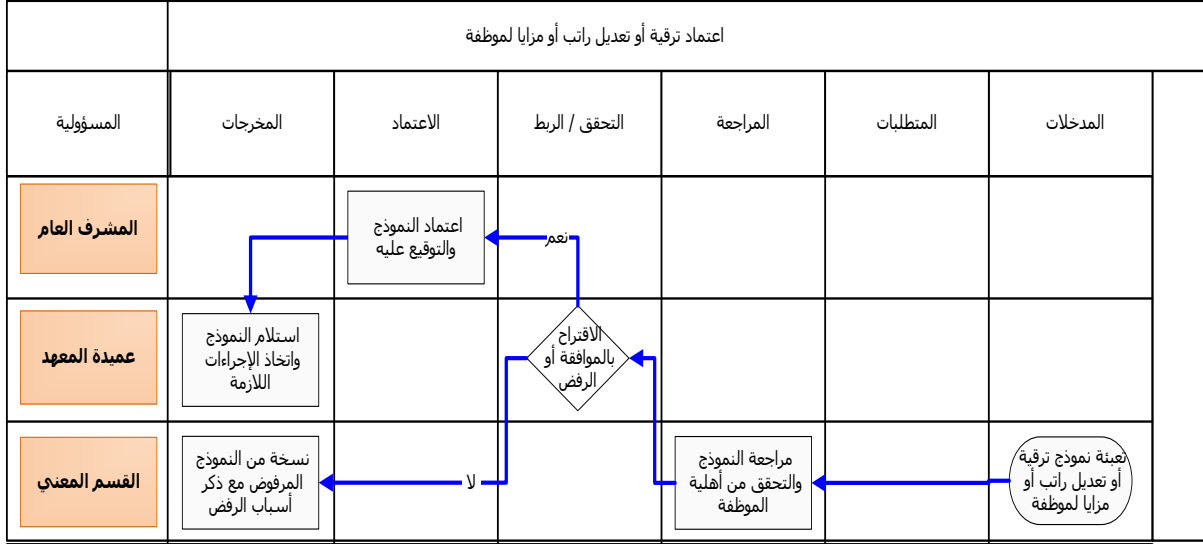 اعتماد ترقية أو تعديل راتب أو مزايا لموظفة
المدخلات
المتطلبات
المراجعة
التحقق / الربط
الاعتماد
المخرجات
المسؤولية
المشرف العام
اعتماد النموذج
والتوقيع عليه
نعم
عميدة المعهد
الاقتراح
بالموافقة أو
الرفض
استلام النموذج
واتخاذ الإجراءات
اللازمة
القسم المعني
تعبئة نموذج ترقية
أو تعديل راتب أو
مزايا لموظفة
مراجعة النموذج
والتحقق من أهلية
الموظفة
لا
نسخة من النموذج
المرفوض مع ذكر
أسباب الرفض